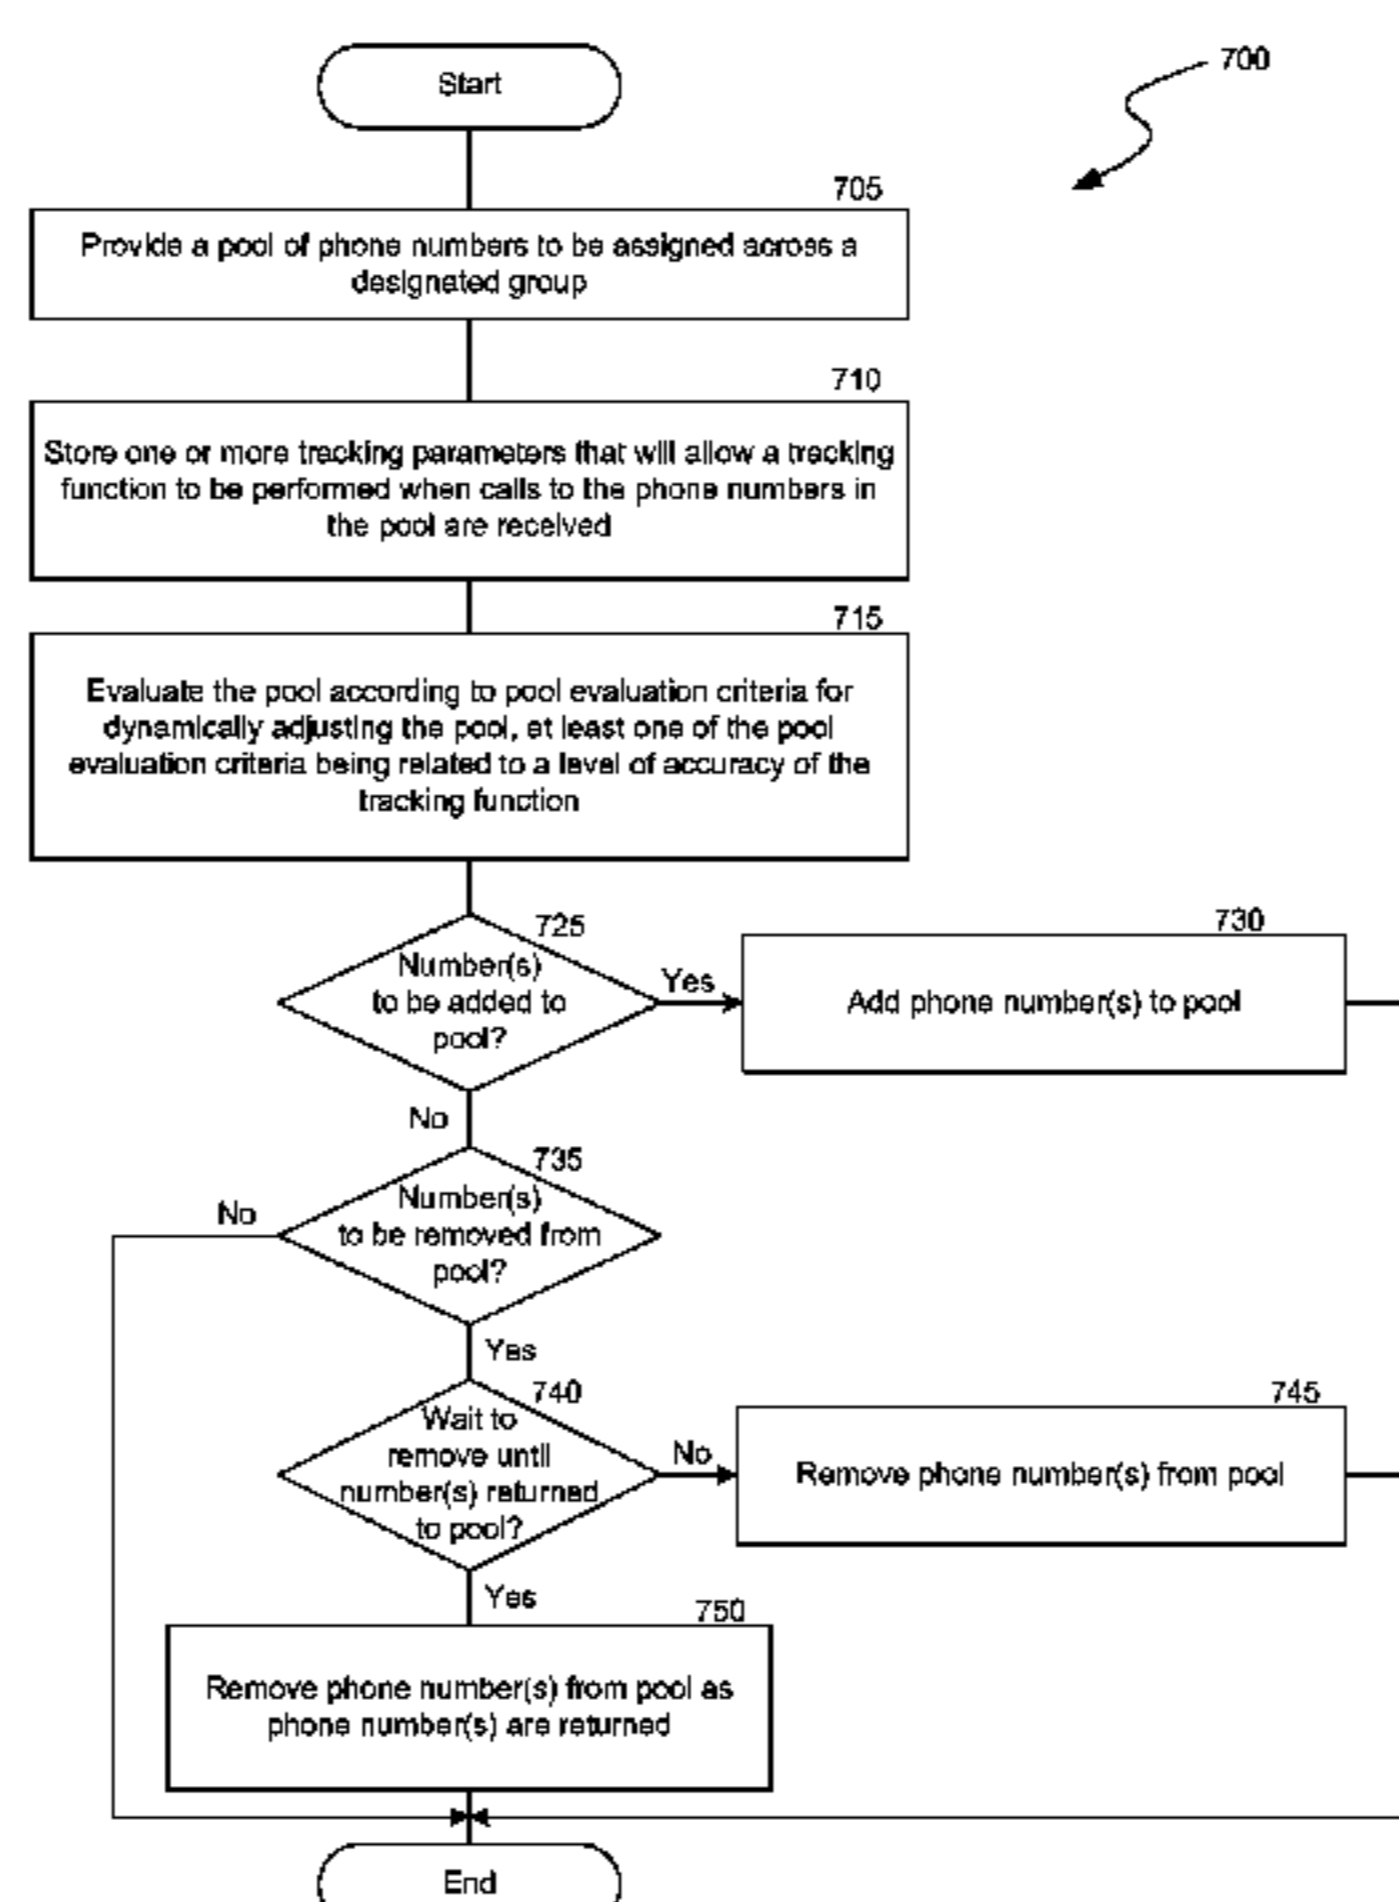 Start
700
705
Provide a pool of phone numbers to be assigned across a
designated group
710
Store one or more tracking parameters that will allow a tracking
function to be performed when calls to the phone numbers in
the pool are received
715
Evaluate the pool according to pool evaluation criteria for
dynamically adjusting the pool, at least one of the pool
evaluation criteria being related to a level of accuracy of the
tracking function
725
Number(s)
to be added to
pool?
Yes
730
Add phone number(s) to pool
No
735
Number(s)
to be removed from
pool?
No
Yes
740
Wait to
remove until
number(s) returned
to pool?
No
745
Remove phone number(s) from pool
Yes
750
Remove phone number(s) from pool as
phone number(s) are returned
End